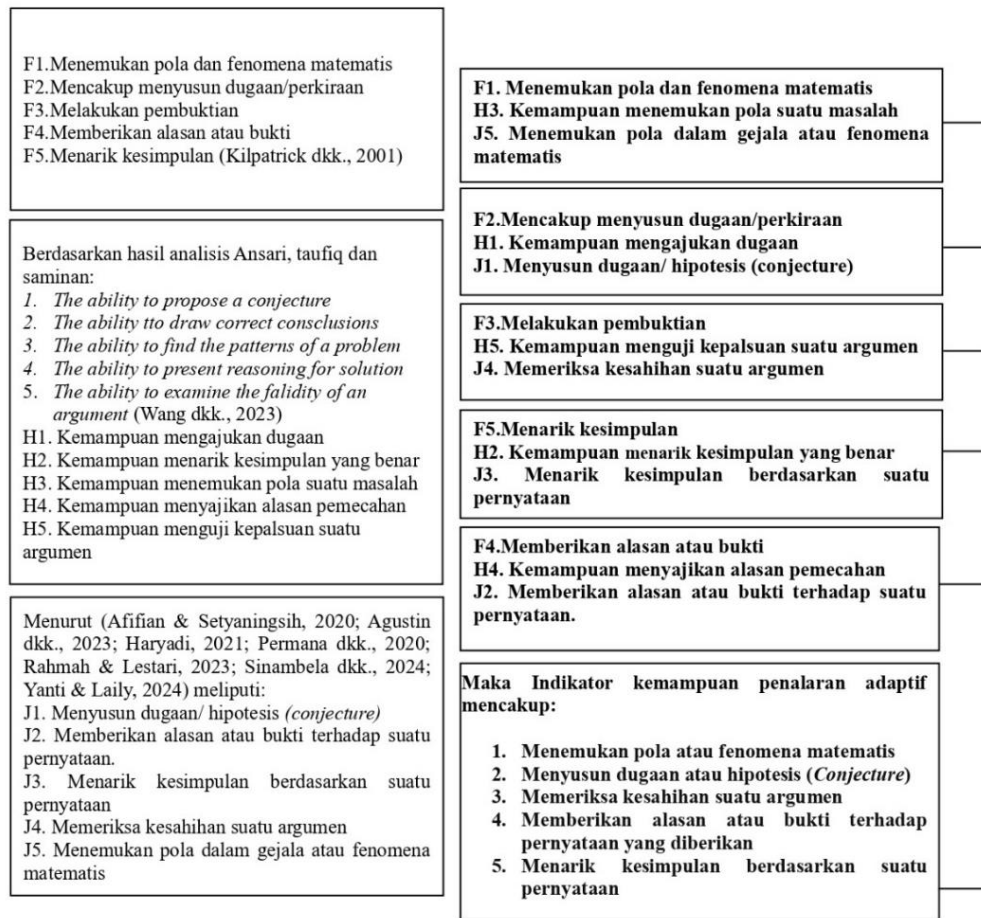 F1.Menemukan pola dan fenomena matematis
F2.Mencakup menyusun dugaan/perkiraan
F3.Melakukan pembuktian
F4.Memberikan alasan atau bukti
F5.Menarik kesimpulan (Kilpatrick dkk., 2001)
Berdasarkan hasil analisis Ansari, taufiq dan
saminan:
1. The ability to propose a conjecture
2. The ability tto draw correct consclusions
3. The ability to find the patterns of a problem
4. The ability to present reasoning for solution
5. The ability to examine the falidity of an
argument (Wang dkk., 2023)
H1. Kemampuan mengajukan dugaan
H2. Kemampuan menarik kesimpulan yang benar
H3. Kemampuan menemukan pola suatu masalah
H4. Kemampuan menyajikan alasan pemecahan
H5. Kemampuan menguji kepalsuan suatu
argumen
Menurut (Afifian & Setyaningsih, 2020; Agustin
dkk., 2023; Haryadi, 2021; Permana dkk., 2020;
Rahmah & Lestari, 2023; Sinambela dkk., 2024;
Yanti & Laily, 2024) meliputi:
J1. Menyusun dugaan/ hipotesis (conjecture)
J2. Memberikan alasan atau bukti terhadap suatu
pernyataan.
J3. Menarik kesimpulan berdasarkan suatu
pernyataan
J4. Memeriksa kesahihan suatu argumen
J5. Menemukan pola dalam gejala atau fenomena
matematis
F1. Menemukan pola dan fenomena matematis
H3. Kemampuan menemukan pola suatu masalah
J5. Menemukan pola dalam gejala atau fenomena
matematis
F2.Mencakup menyusun dugaan/perkiraan
H1. Kemampuan mengajukan dugaan
J1. Menyusun dugaan/ hipotesis (conjecture)
F3.Melakukan pembuktian
H5. Kemampuan menguji kepalsuan suatu argumen
J4. Memeriksa kesahihan suatu argumen
F5.Menarik kesimpulan
H2. Kemampuan menarik kesimpulan yang benar
J3. Menarik kesimpulan berdasarkan suatu
pernyataan
F4.Memberikan alasan atau bukti
H4. Kemampuan menyajikan alasan pemecahan
J2. Memberikan alasan atau bukti terhadap suatu
pernyataan.
Maka Indikator kemampuan penalaran adaptif
mencakup:
1. Menemukan pola atau fenomena matematis
2. Menyusun dugaan atau hipotesis (Conjecture)
3. Memeriksa kesahihan suatu argumen
4. Memberikan alasan atau bukti terhadap
pernyataan yang diberikan
5. Menarik kesimpulan berdasarkan suatu
pernyataan